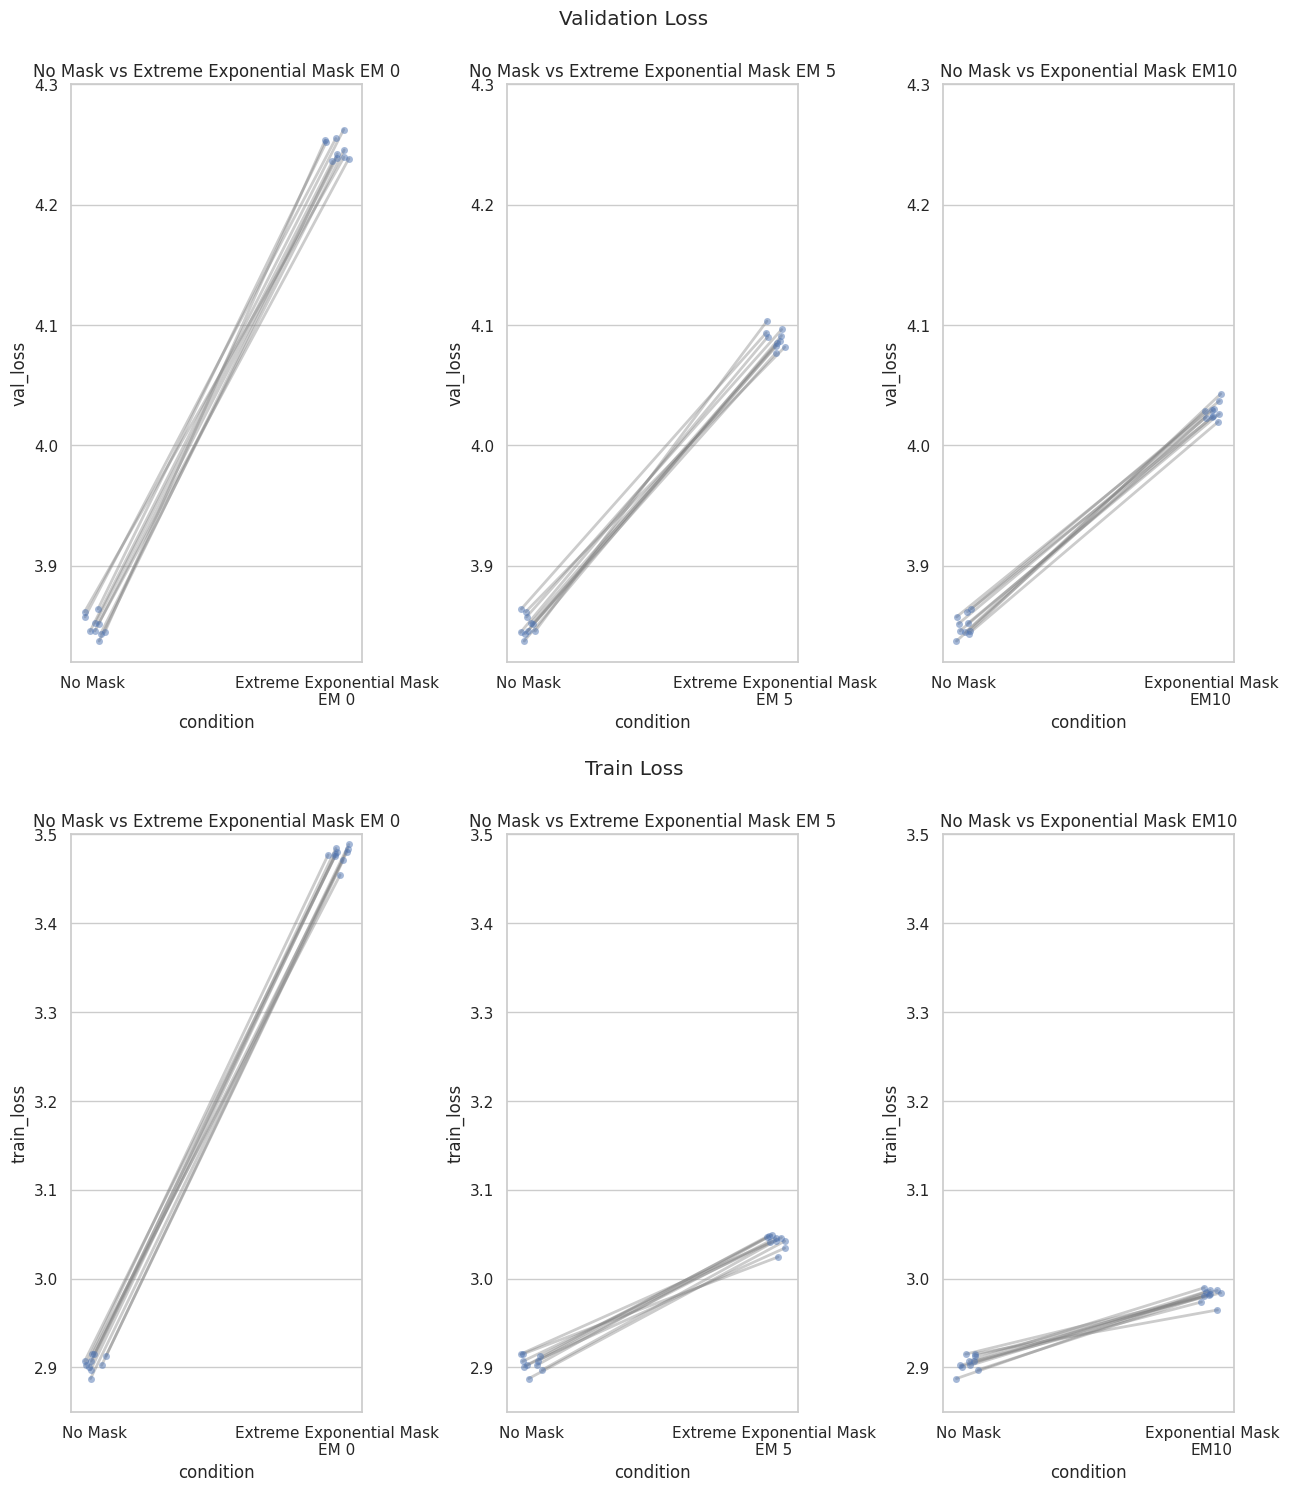 Validation Loss
No Mask vs Extreme Exponential Mask EM 0
4.3
4.2
4.1
4.0
3.9
val_loss
No Mask
Extreme Exponential Mask
EM 0
condition
No Mask vs Extreme Exponential Mask EM 5
4.3
4.2
4.1
4.0
3.9
val_loss
No Mask
Extreme Exponential Mask
EM 5
condition
No Mask vs Exponential Mask EM10
4.3
4.2
4.1
4.0
3.9
val_loss
No Mask
Exponential Mask
EM10
condition
Train Loss
No Mask vs Extreme Exponential Mask EM 0
3.5
3.4
3.3
3.2
3.1
3.0
2.9
train_loss
No Mask
Extreme Exponential Mask
EM 0
condition
No Mask vs Extreme Exponential Mask EM 5
3.5
3.4
3.3
3.2
3.1
3.0
2.9
train_loss
No Mask
Extreme Exponential Mask
EM 5
condition
No Mask vs Exponential Mask EM10
3.5
3.4
3.3
3.2
3.1
3.0
2.9
train_loss
No Mask
Exponential Mask
EM10
condition